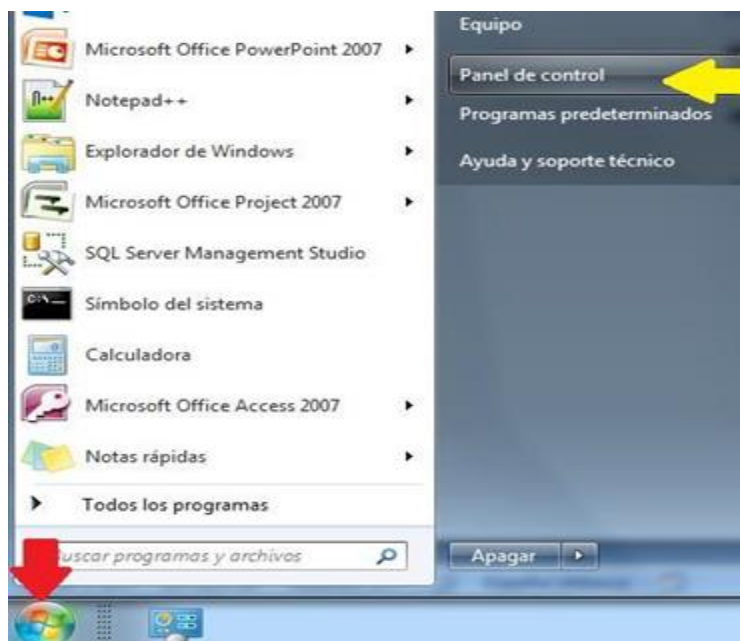 Microsoft Office PowerPoint 2007
Notepad++
Explorador de Windows
Microsoft Office Project 2007
SQL Server Management Studio
Símbolo del sistema
Calculadora
Microsoft Office Access 2007
Notas rápidas
Todos los programas
programas y archivos
Equipo
Panel de control
Programas predeterminados
Ayuda y soporte técnico
Apagar